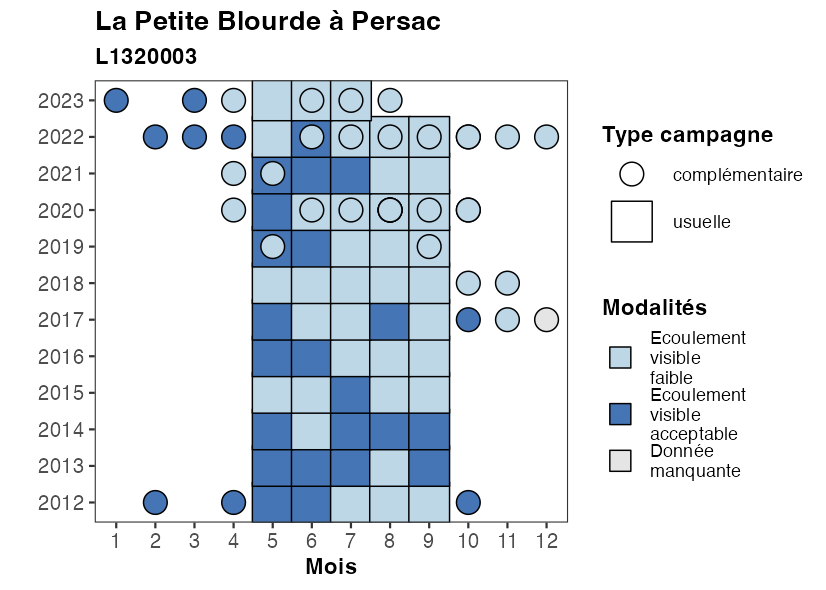 La Petite Blourde à Persac
L1320003
2023
2022
2021
2020
2019
2018
2017
2016
2015
2014
2013
2012
1 2 3 4 5 6 7 8 9 10 11 12
Mois
Type campagne
complémentaire
usuelle
Modalités
Ecoulement
visible
faible
Ecoulement
visible
acceptable
Donnée
manquante